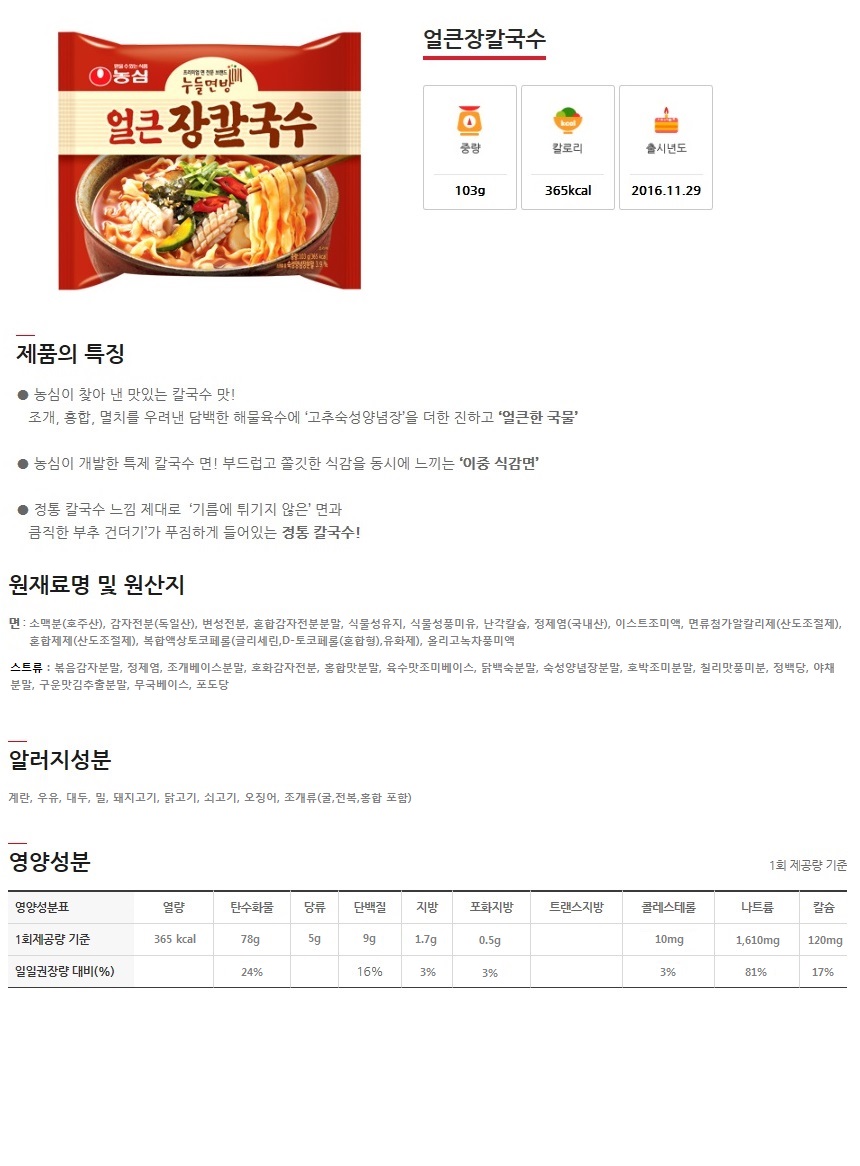 맛말 수 있는 식품
농심
프리미엄 면 전문 브랜드
누들면방
얼큰장칼국수
얼큰장칼국수
중량
칼로리
출시년도
kcal
103g
365kcal
2016.11.29
제품의 특징
● 농심이 찾아 낸 맛있는 칼국수 맛!
조개, 홍합, 멸치를 우려낸 담백한 해물육수에 ‘고추숙성양념장’을 더한 진하고 ‘얼큰한 국물’
● 농심이 개발한 특제 칼국수 면! 부드럽고 쫄깃한 식감을 동시에 느끼는 ‘이중 식감면’
● 정통 칼국수 느낌 제대로 ‘기름에 튀기지 않은’ 면과
큼직한 부추 건더기’가 푸짐하게 들어있는 정통 칼국수!
원재료명 및 원산지
면 : 소맥분(호주산), 감자전분(독일산), 변성전분, 혼합감자전분분말, 식물성유지, 식물성풍미유, 난각칼슘, 정제염(국내산), 이스트조미액, 면류첨가알칼리제(산도조절제),
혼합제제(산도조절제), 복합액상토코페롤(글리세린,D-토코페롤(혼합형),유화제), 올리고녹차풍미액
스트류 : 볶음감자분말, 정제염, 조개베이스분말, 호화감자전분, 홍합맛분말, 육수맛조미베이스, 닭백숙분말, 숙성양념장분말, 호박조미분말, 칠리맛풍미분, 정백당, 야채
분말, 구운맛김추출분말, 무국베이스, 포도당
알러지성분
계란, 우유, 대두, 밀, 돼지고기, 닭고기, 쇠고기, 오징어, 조개류(굴,전복,홍합 포함)
영양성분
1회 제공량 기준
영양성분표 열량 탄수화물 당류 단백질 지방 포화지방 트랜스지방 콜레스테롤 나트륨 칼슘
1회제공량 기준 365 kcal 78g 5g 9g 1.7g 0.5g 10mg 1,610mg 120mg
일일권장량 대비(%) 24% 16% 3% 3% 3% 81% 17%